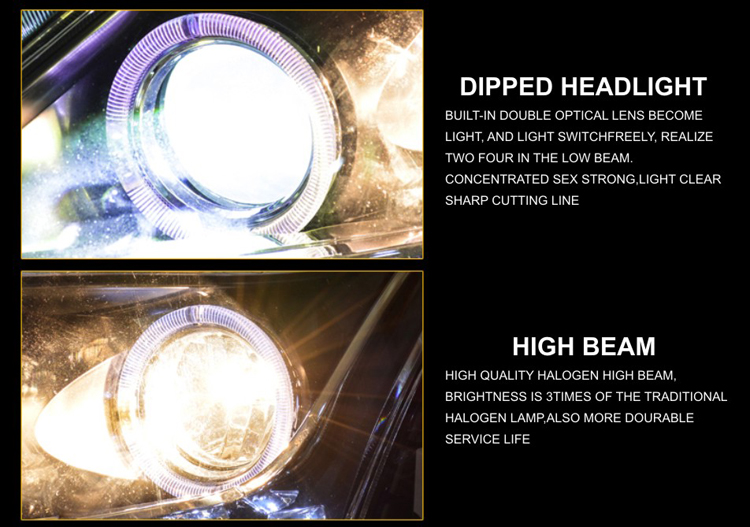 DIPPED HEADLIGHT
BUILT-IN DOUBLE OPTICAL LENS BECOME
LIGHT, AND LIGHT SWITCHFREELY, REALIZE
TWO FOUR IN THE LOW BEAM.
CONCENTRATED SEX STRONG,LIGHT CLEAR
SHARP CUTTING LINE
HIGH BEAM
HIGH QUALITY HALOGEN HIGH BEAM,
BRIGHTNESS IS 3TIMES OF THE TRADITIONAL
HALOGEN LAMP,ALSO MORE DOURABLE
SERVICE LIFE